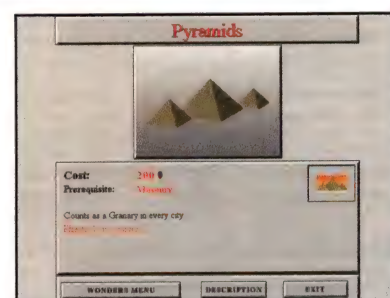 Pyramids
Cost: 200
Prerequisite: Masonry
Counts as a Granary in every city
WONDERS MENU DESCRIPTION EXIT